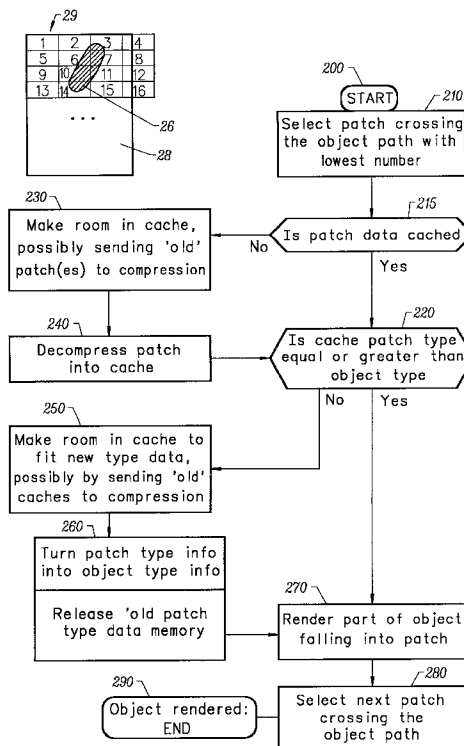 29
1 2 3 4
5 6 7 8
9 10 11 12
13 14 15 16
...
26
28
200
START
210
Select patch crossing
the object path with
lowest number
215
Is patch data cached
No
Yes
230
Make room in cache,
possibly sending 'old'
patch(es) to compression
240
Decompress patch
into cache
220
Is cache patch type
equal or greater than
object type
No
Yes
250
Make room in cache to
fit new type data,
possibly by sending 'old'
caches to compression
260
Turn patch type info
into object type info
Release 'old patch
type data memory
270
Render part of object
falling into patch
280
Select next patch
crossing the
object path
290
Object rendered:
END